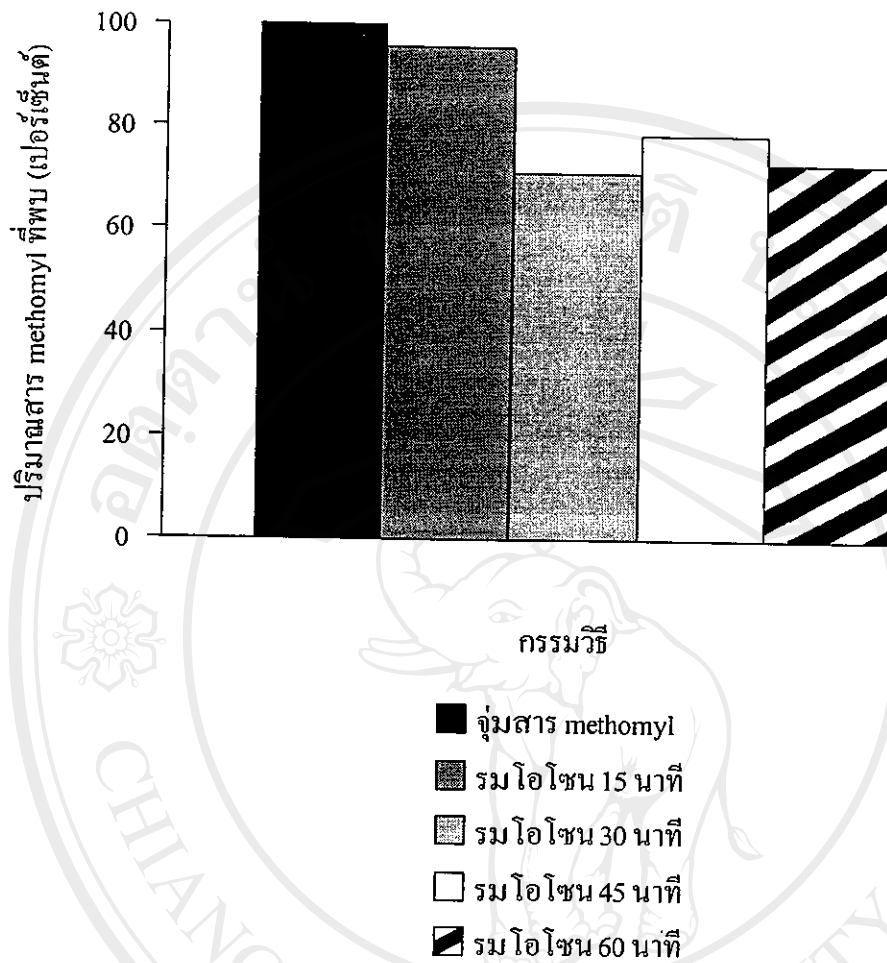 ปริมาณสาร methomyl ที่พบ (เปอร์เซ็นต์)
100
80
60
40
20
0
กรรมวิธี
จุ่มสาร methomyl
รมโอโซน 15 นาที
รมโอโซน 30 นาที
รมโอโซน 45 นาที
รมโอโซน 60 นาที